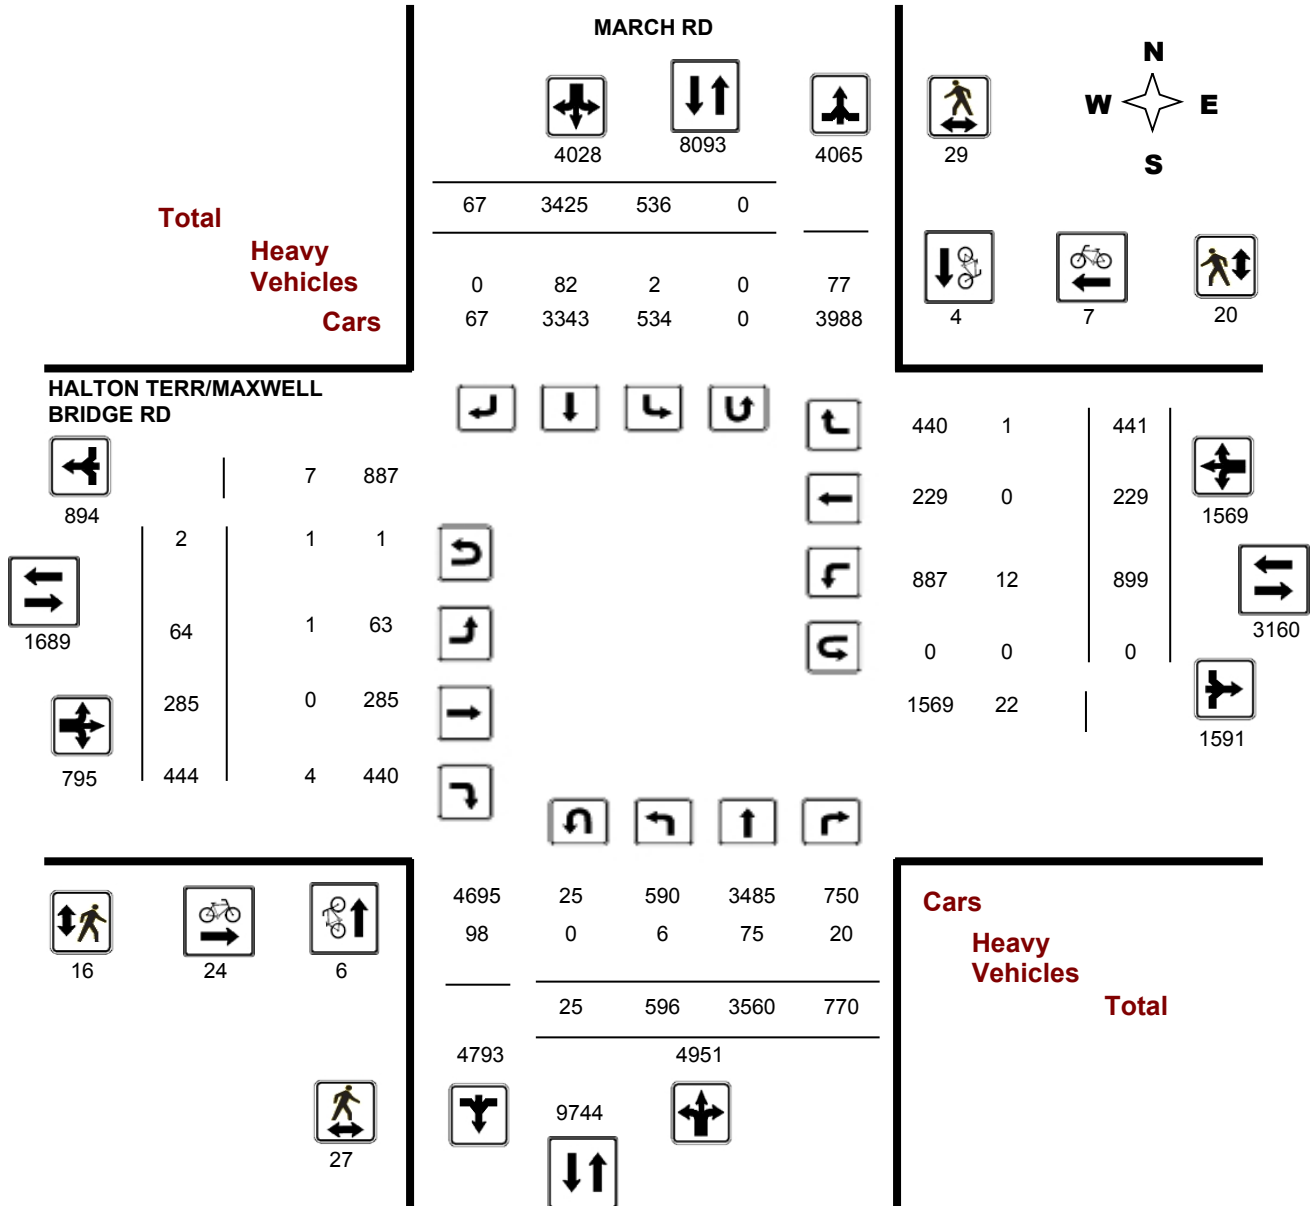 MARCH RD
N
W E
S
4028 8093 4065 29
67 3425 536 0
Total
Heavy
Vehicles
0 82 2 0 77
Cars
67 3343 534 0 3988
4 7 20
HALTON TERR/MAXWELL
BRIDGE RD
440 1 441
7 887
894
229 0 229
1569
2 1 1
887 12 899
1689
64 1 63
3160
0 0 0
285 0 285
1569 22
1591
795 444 4 440
4695 25 590 3485 750
Cars
98 0 6 75 20
Heavy
Vehicles
16 24 6
25 596 3560 770
Total
4793 4951
9744
27